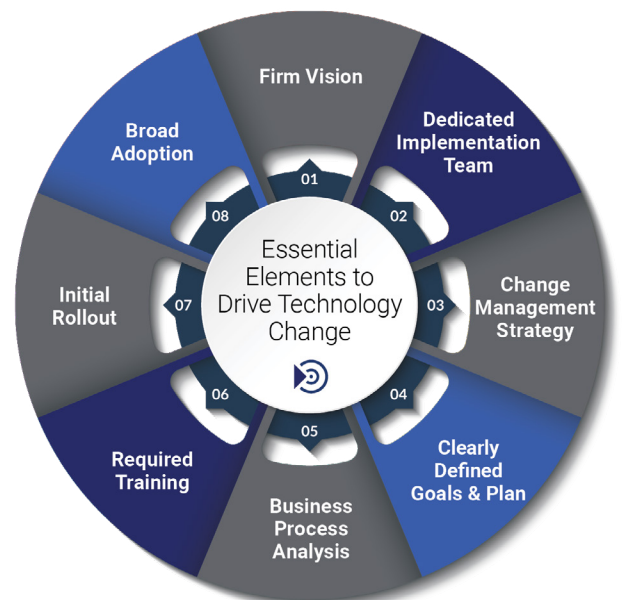 Essential
Elements to
Drive Technology
Change
01
Firm Vision
02
Dedicated
Implementation
Team
03
Change
Management
Strategy
04
Clearly
Defined
Goals & Plan
05
Business
Process
Analysis
06
Required
Training
07
Initial
Rollout
08
Broad
Adoption